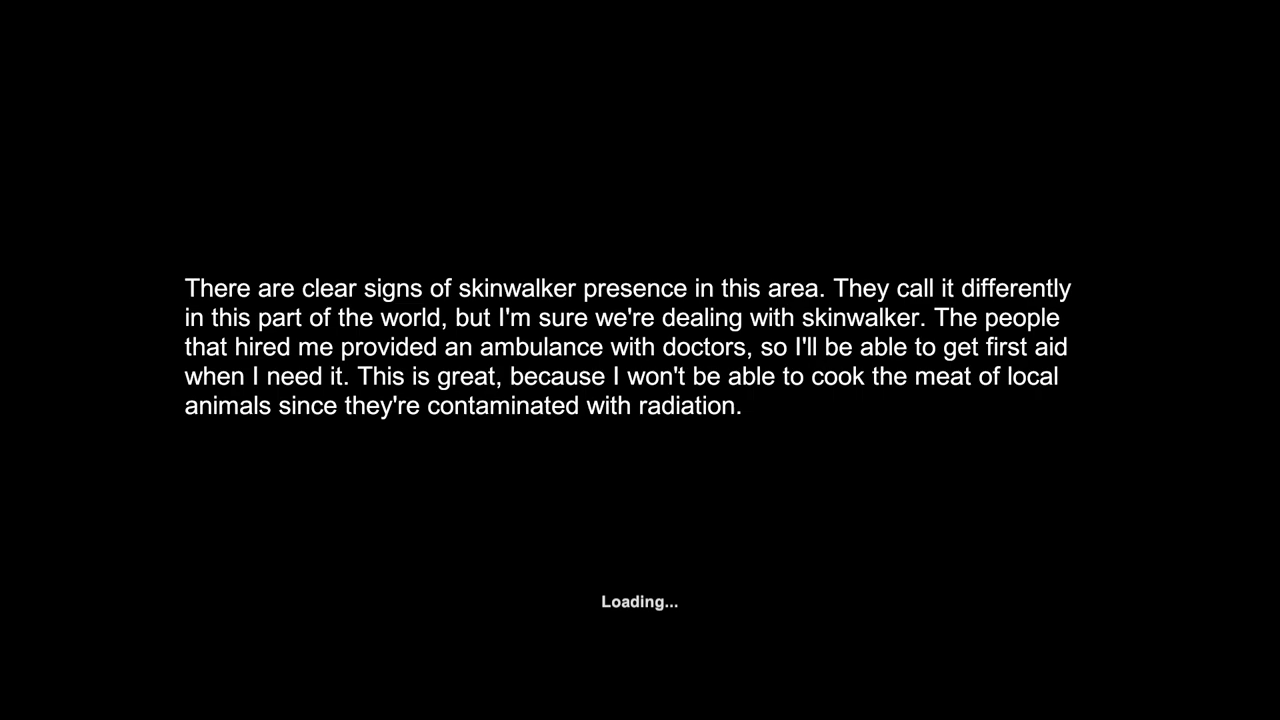 There are clear signs of skinwalker presence in this area. They call it differently
in this part of the world, but I'm sure we're dealing with skinwalker. The people
that hired me provided an ambulance with doctors, so I'll be able to get first aid
when I need it. This is great, because I won't be able to cook the meat of local
animals since they're contaminated with radiation.
Loading...